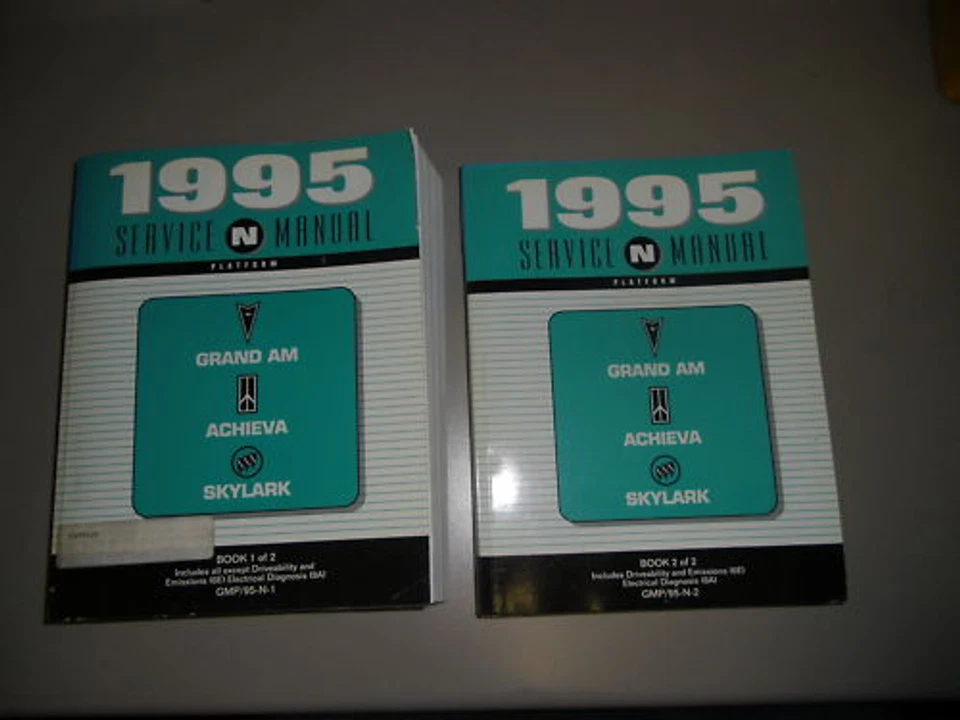 1995
SERVICE N MANUAL
PLATFORM
GRAND AM
ACHIEVA
SKYLARK
BOOK 1 of 2
Includes all except Driveability and
Emissions (6E) Electrical Diagnosis (8A)
GMP/95-N-1
1995
SERVICE N MANUAL
PLATFORM
GRAND AM
ACHIEVA
SKYLARK
BOOK 2 of 2
Includes Driveability and Emissions (6E)
Electrical Diagnosis (8A)
GMP/95-N-2